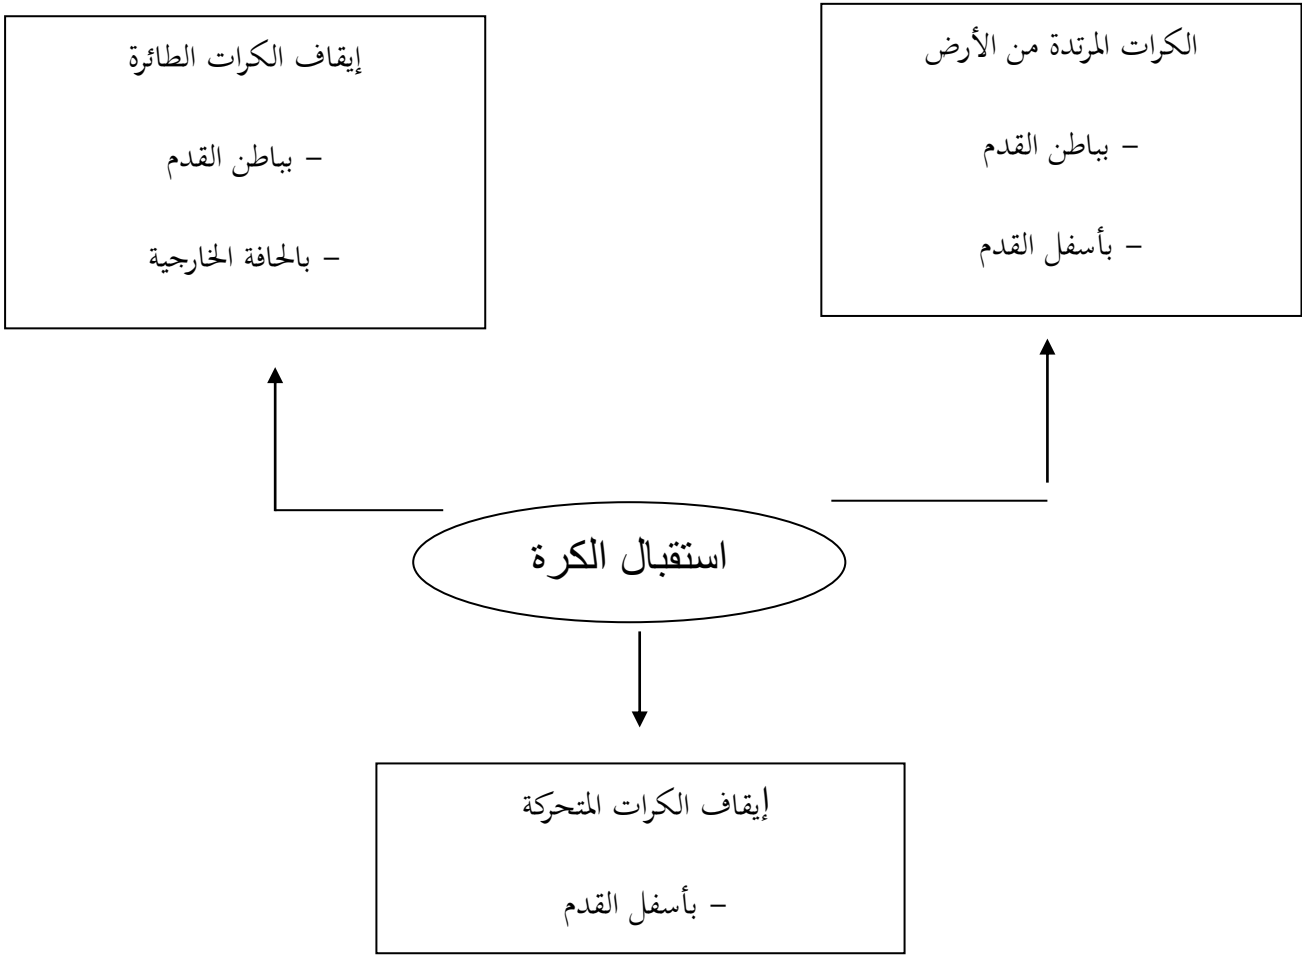 الكرات المرتدة من الأرض
– بباطن القدم
– بأسفل القدم
إيقاف الكرات الطائرة
– بباطن القدم
– بالحافة الخارجية
استقبال الكرة
إيقاف الكرات المتحركة
– بأسفل القدم